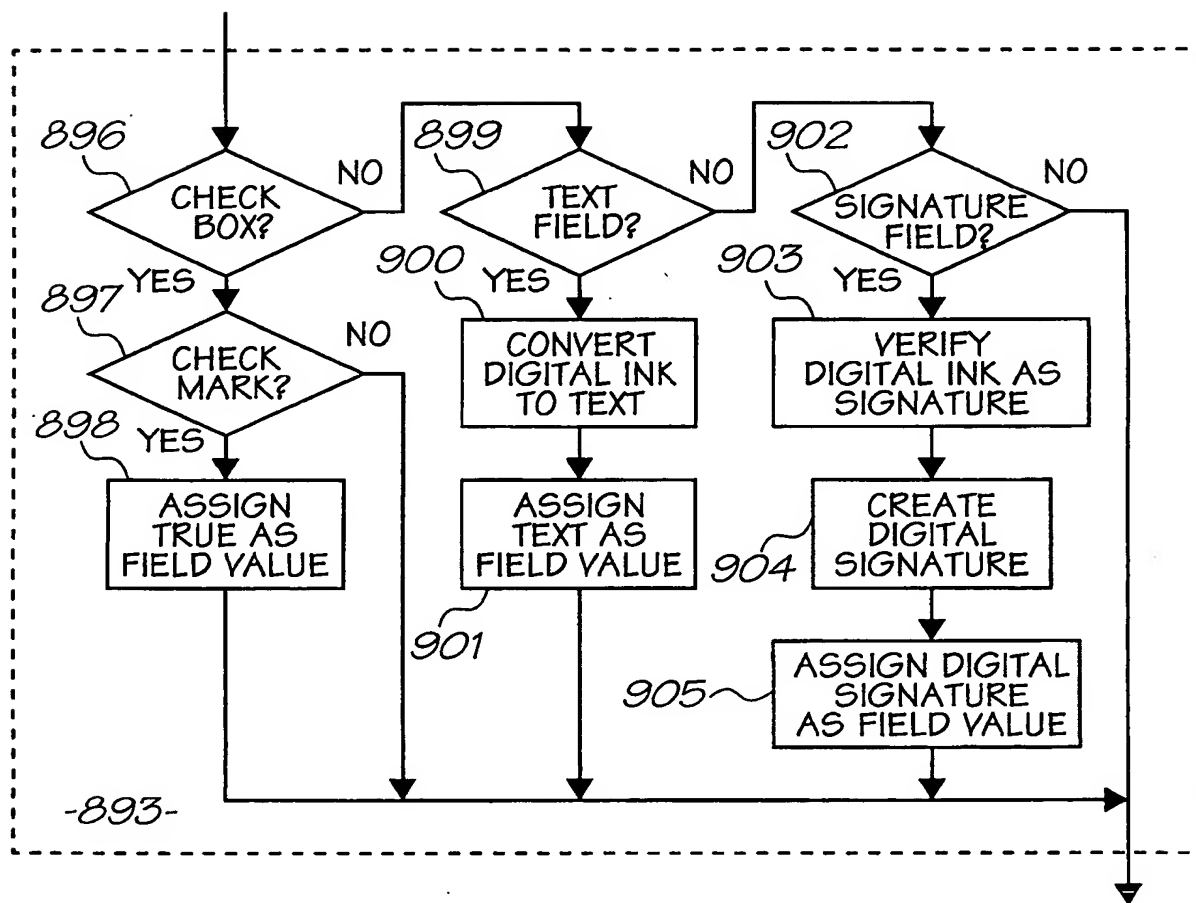 896
CHECK
BOX?
NO
YES
899
TEXT
FIELD?
NO
YES
902
SIGNATURE
FIELD?
NO
YES
897
CHECK
MARK?
NO
YES
900
CONVERT
DIGITAL INK
TO TEXT
903
VERIFY
DIGITAL INK AS
SIGNATURE
898
ASSIGN
TRUE AS
FIELD VALUE
901
ASSIGN
TEXT AS
FIELD VALUE
904
CREATE
DIGITAL
SIGNATURE
905
ASSIGN DIGITAL
SIGNATURE
AS FIELD VALUE
-893-